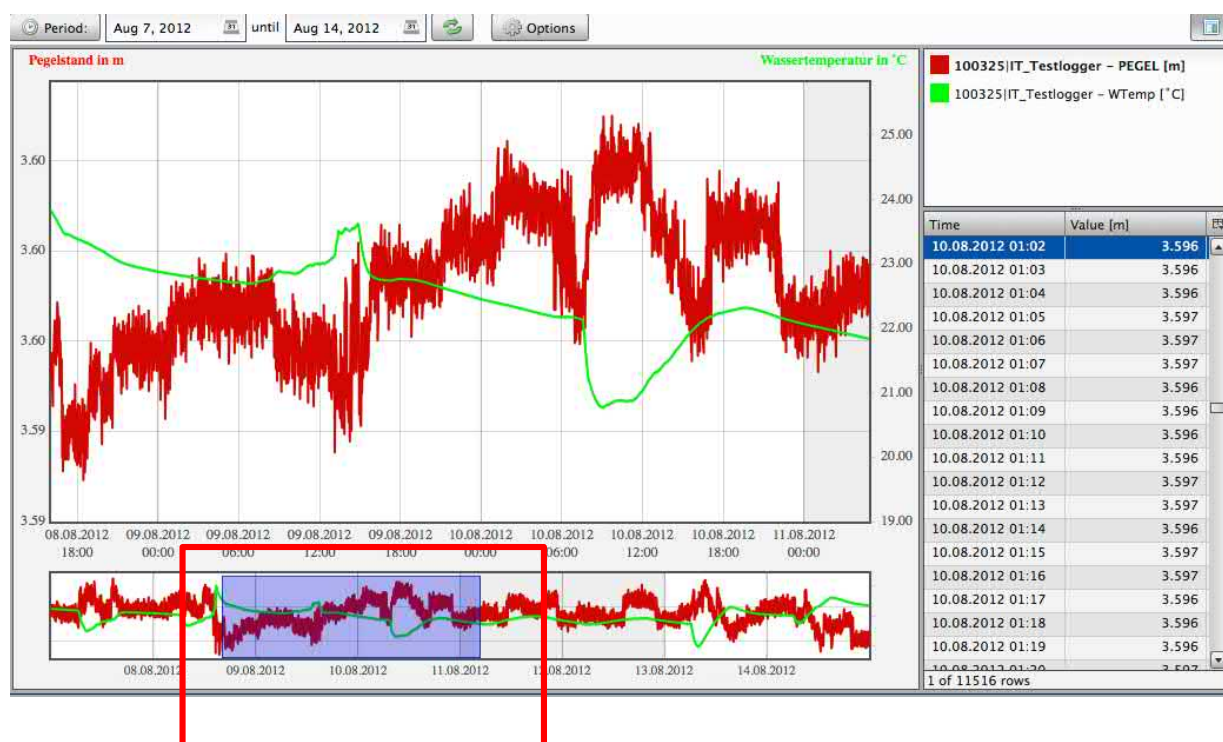 Period: Aug 7, 2012 31 until Aug 14, 2012 31 Options
Pegelstand in m Wassertemperatur in °C
100325|IT_Testlogger - PEGEL [m]
100325|IT_Testlogger - WTemp [°C]
25.00
3.60
24.00
3.60
23.00
22.00
3.60
21.00
3.59
20.00
3.59 19.00
08.08.2012 09.08.2012 09.08.2012 09.08.2012 09.08.2012 10.08.2012 10.08.2012 10.08.2012 10.08.2012 11.08.2012
18:00 00:00 06:00 12:00 18:00 00:00 06:00 12:00 18:00 00:00
08.08.2012 09.08.2012 10.08.2012 11.08.2012 12.08.2012 13.08.2012 14.08.2012
Time Value [m]
10.08.2012 01:02 3.596
10.08.2012 01:03 3.596
10.08.2012 01:04 3.596
10.08.2012 01:05 3.597
10.08.2012 01:06 3.597
10.08.2012 01:07 3.597
10.08.2012 01:08 3.596
10.08.2012 01:09 3.596
10.08.2012 01:10 3.596
10.08.2012 01:11 3.596
10.08.2012 01:12 3.597
10.08.2012 01:13 3.597
10.08.2012 01:14 3.596
10.08.2012 01:15 3.597
10.08.2012 01:16 3.597
10.08.2012 01:17 3.596
10.08.2012 01:18 3.596
10.08.2012 01:19 3.596
10.08.2012 01:20 3.597
1 of 11516 rows